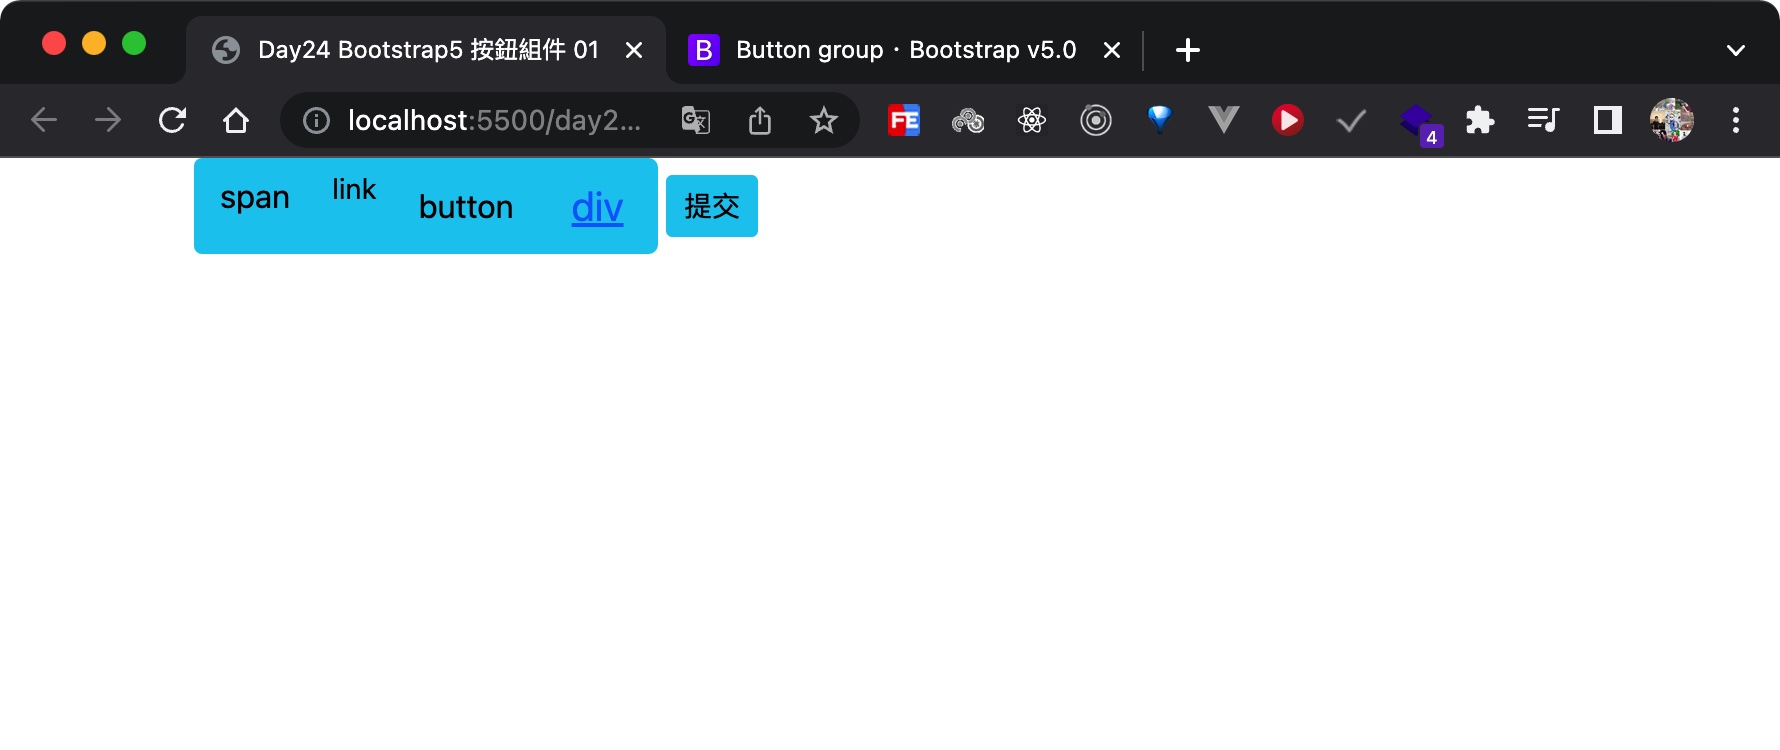 Day24 Bootstrap5 按鈕組件 01
Button group · Bootstrap v5.0
localhost:5500/day2...
FE
4
span link button div 提交